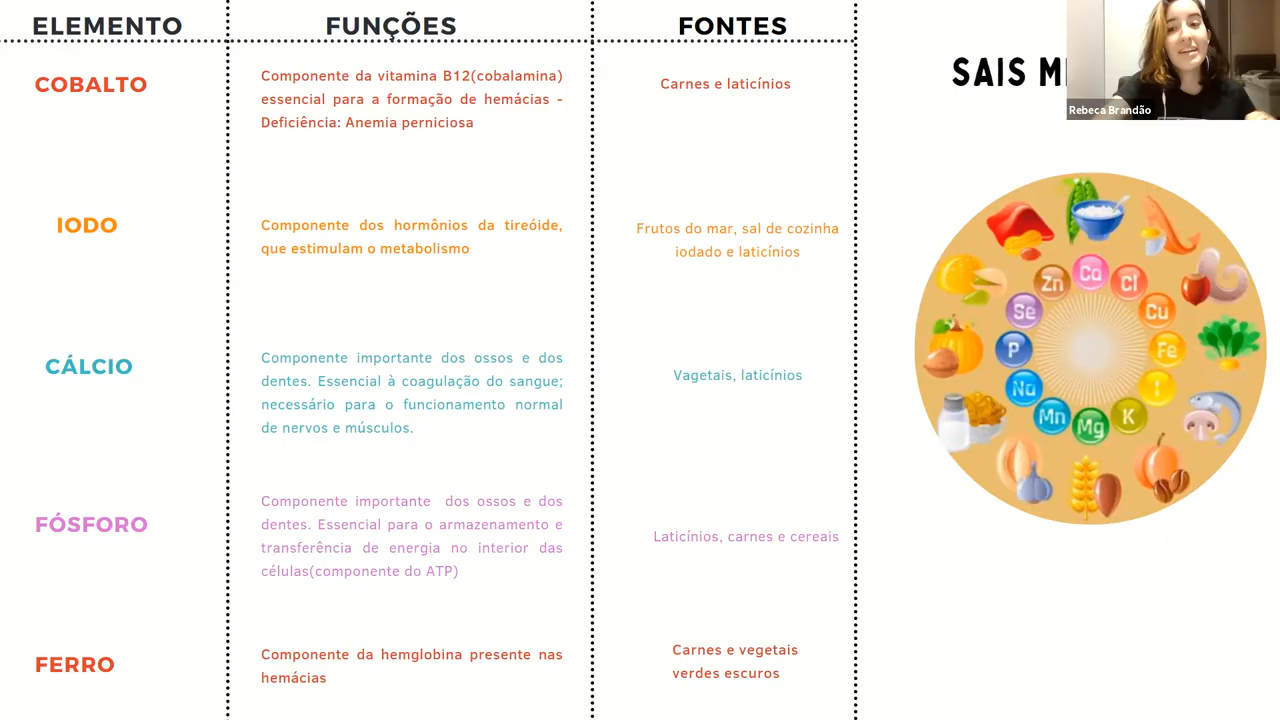 ELEMENTO
FUNÇÕES
FONTES
COBALTO
Componente da vitamina B12(cobalamina)
essencial para a formação de hemácias -
Deficiência: Anemia perniciosa
Carnes e laticínios
IODO
Componente dos hormônios da tireóide,
que estimulam o metabolismo
Frutos do mar, sal de cozinha
iodado e laticínios
CÁLCIO
Componente importante dos ossos e dos
dentes. Essencial à coagulação do sangue;
necessário para o funcionamento normal
de nervos e músculos.
Vagetais, laticínios
FÓSFORO
Componente importante dos ossos e dos
dentes. Essencial para o armazenamento e
transferência de energia no interior das
células(componente do ATP)
Laticínios, carnes e cereais
FERRO
Componente da hemglobina presente nas
hemácias
Carnes e vegetais
verdes escuros
SAIS
Rebeca Brandão
Ca
Cl
Cu
Fe
I
K
Mg
Mn
Na
P
Se
Zn